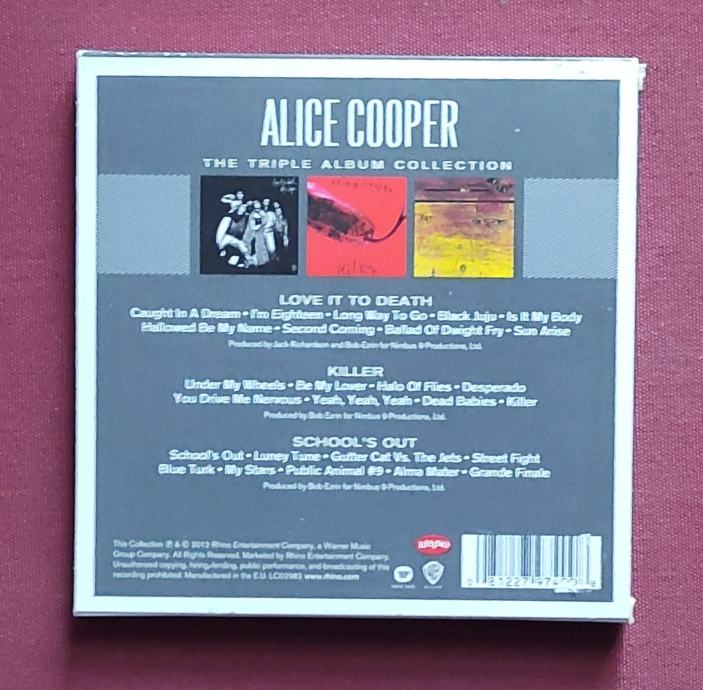 ALICE COOPER
THE TRIPLE ALBUM COLLECTION
KILLER
LOVE IT TO DEATH
Caught In A Dream • I'm Eighteen • Long Way To Go • Black Juju • Is It My Body
Hallowed Be My Name • Second Coming • Ballad Of Dwight Fry • Sun Arise
Produced by Jack Richardson and Bob Ezrin for Nimbus 9 Productions, Ltd.
KILLER
Under My Wheels • Be My Lover • Halo Of Flies • Desperado
You Drive Me Nervous • Yeah, Yeah, Yeah • Dead Babies • Killer
Produced by Bob Ezrin for Nimbus 9 Productions, Ltd.
SCHOOL'S OUT
School's Out • Luney Tune • Gutter Cat Vs. The Jets • Street Fight
Blue Turk • My Stars • Public Animal #9 • Alma Mater • Grande Finale
Produced by Bob Ezrin for Nimbus 9 Productions, Ltd.
This Collection ℗ & © 2012 Rhino Entertainment Company, a Warner Music
Group Company. All Rights Reserved. Marketed by Rhino Entertainment Company.
Unauthorized copying, hiring, lending, public performance, and broadcasting of this
recording prohibited. Manufactured in the E.U. LC02982 www.rhino.com
RHINO
0 81227 97